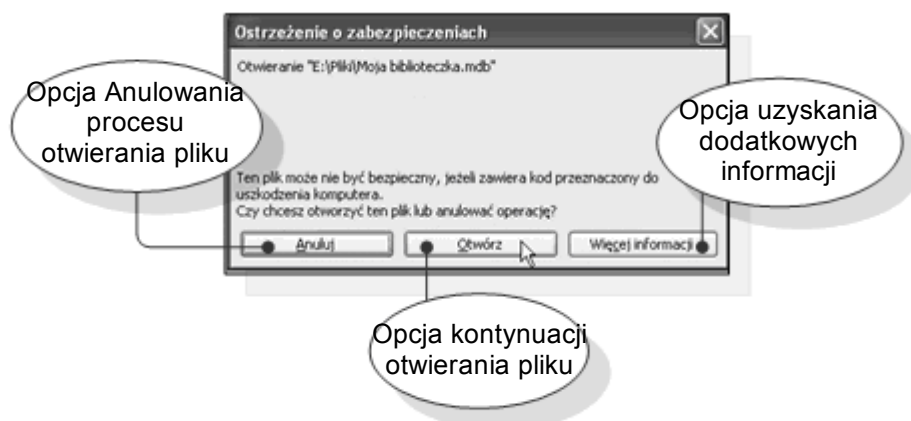 Ostrzeżenie o zabezpieczeniach
Otwieranie "E:\Pliki\Moja biblioteczka.mdb"
Opcja Anulowania
procesu
otwierania pliku
Opcja uzyskania
dodatkowych
informacji
Ten plik może nie być bezpieczny, jeżeli zawiera kod przeznaczony do
uszkodzenia komputera.
Czy chcesz otworzyć ten plik lub anulować operację?
Anuluj
Otwórz
Więcej informacji
Opcja kontynuacji
otwierania pliku